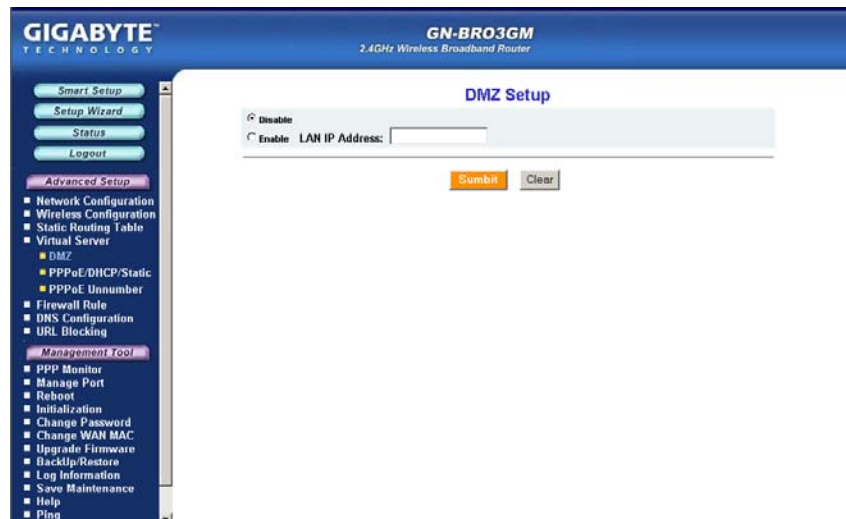 GIGABYTE™
TECHNOLOGY
GN-BRO3GM
2.4GHz Wireless Broadband Router
Smart Setup
Setup Wizard
Status
Logout
Advanced Setup
Network Configuration
Wireless Configuration
Static Routing Table
Virtual Server
DMZ
PPPoE/DHCP/Static
PPPoE Unnumber
Firewall Rule
DNS Configuration
URL Blocking
Management Tool
PPP Monitor
Manage Port
Reboot
Initialization
Change Password
Change WAN MAC
Upgrade Firmware
BackUp/Restore
Log Information
Save Maintenance
Help
Ping
DMZ Setup
Disable
Enable LAN IP Address:
Sumbit Clear